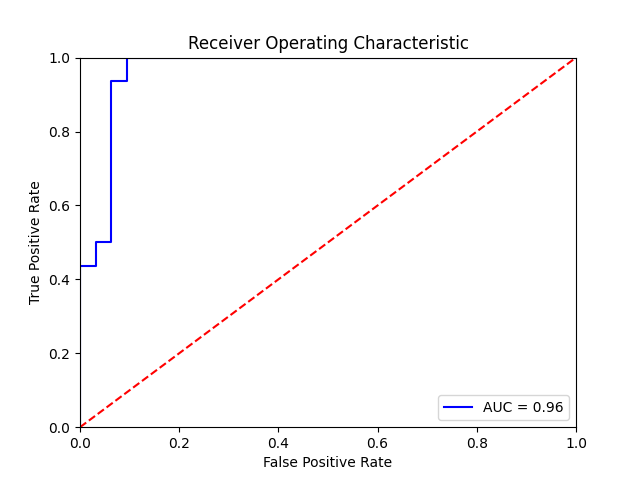 Receiver Operating Characteristic
True Positive Rate
1.0
0.8
0.6
0.4
0.2
0.0
AUC = 0.96
0.0 0.2 0.4 0.6 0.8 1.0
False Positive Rate